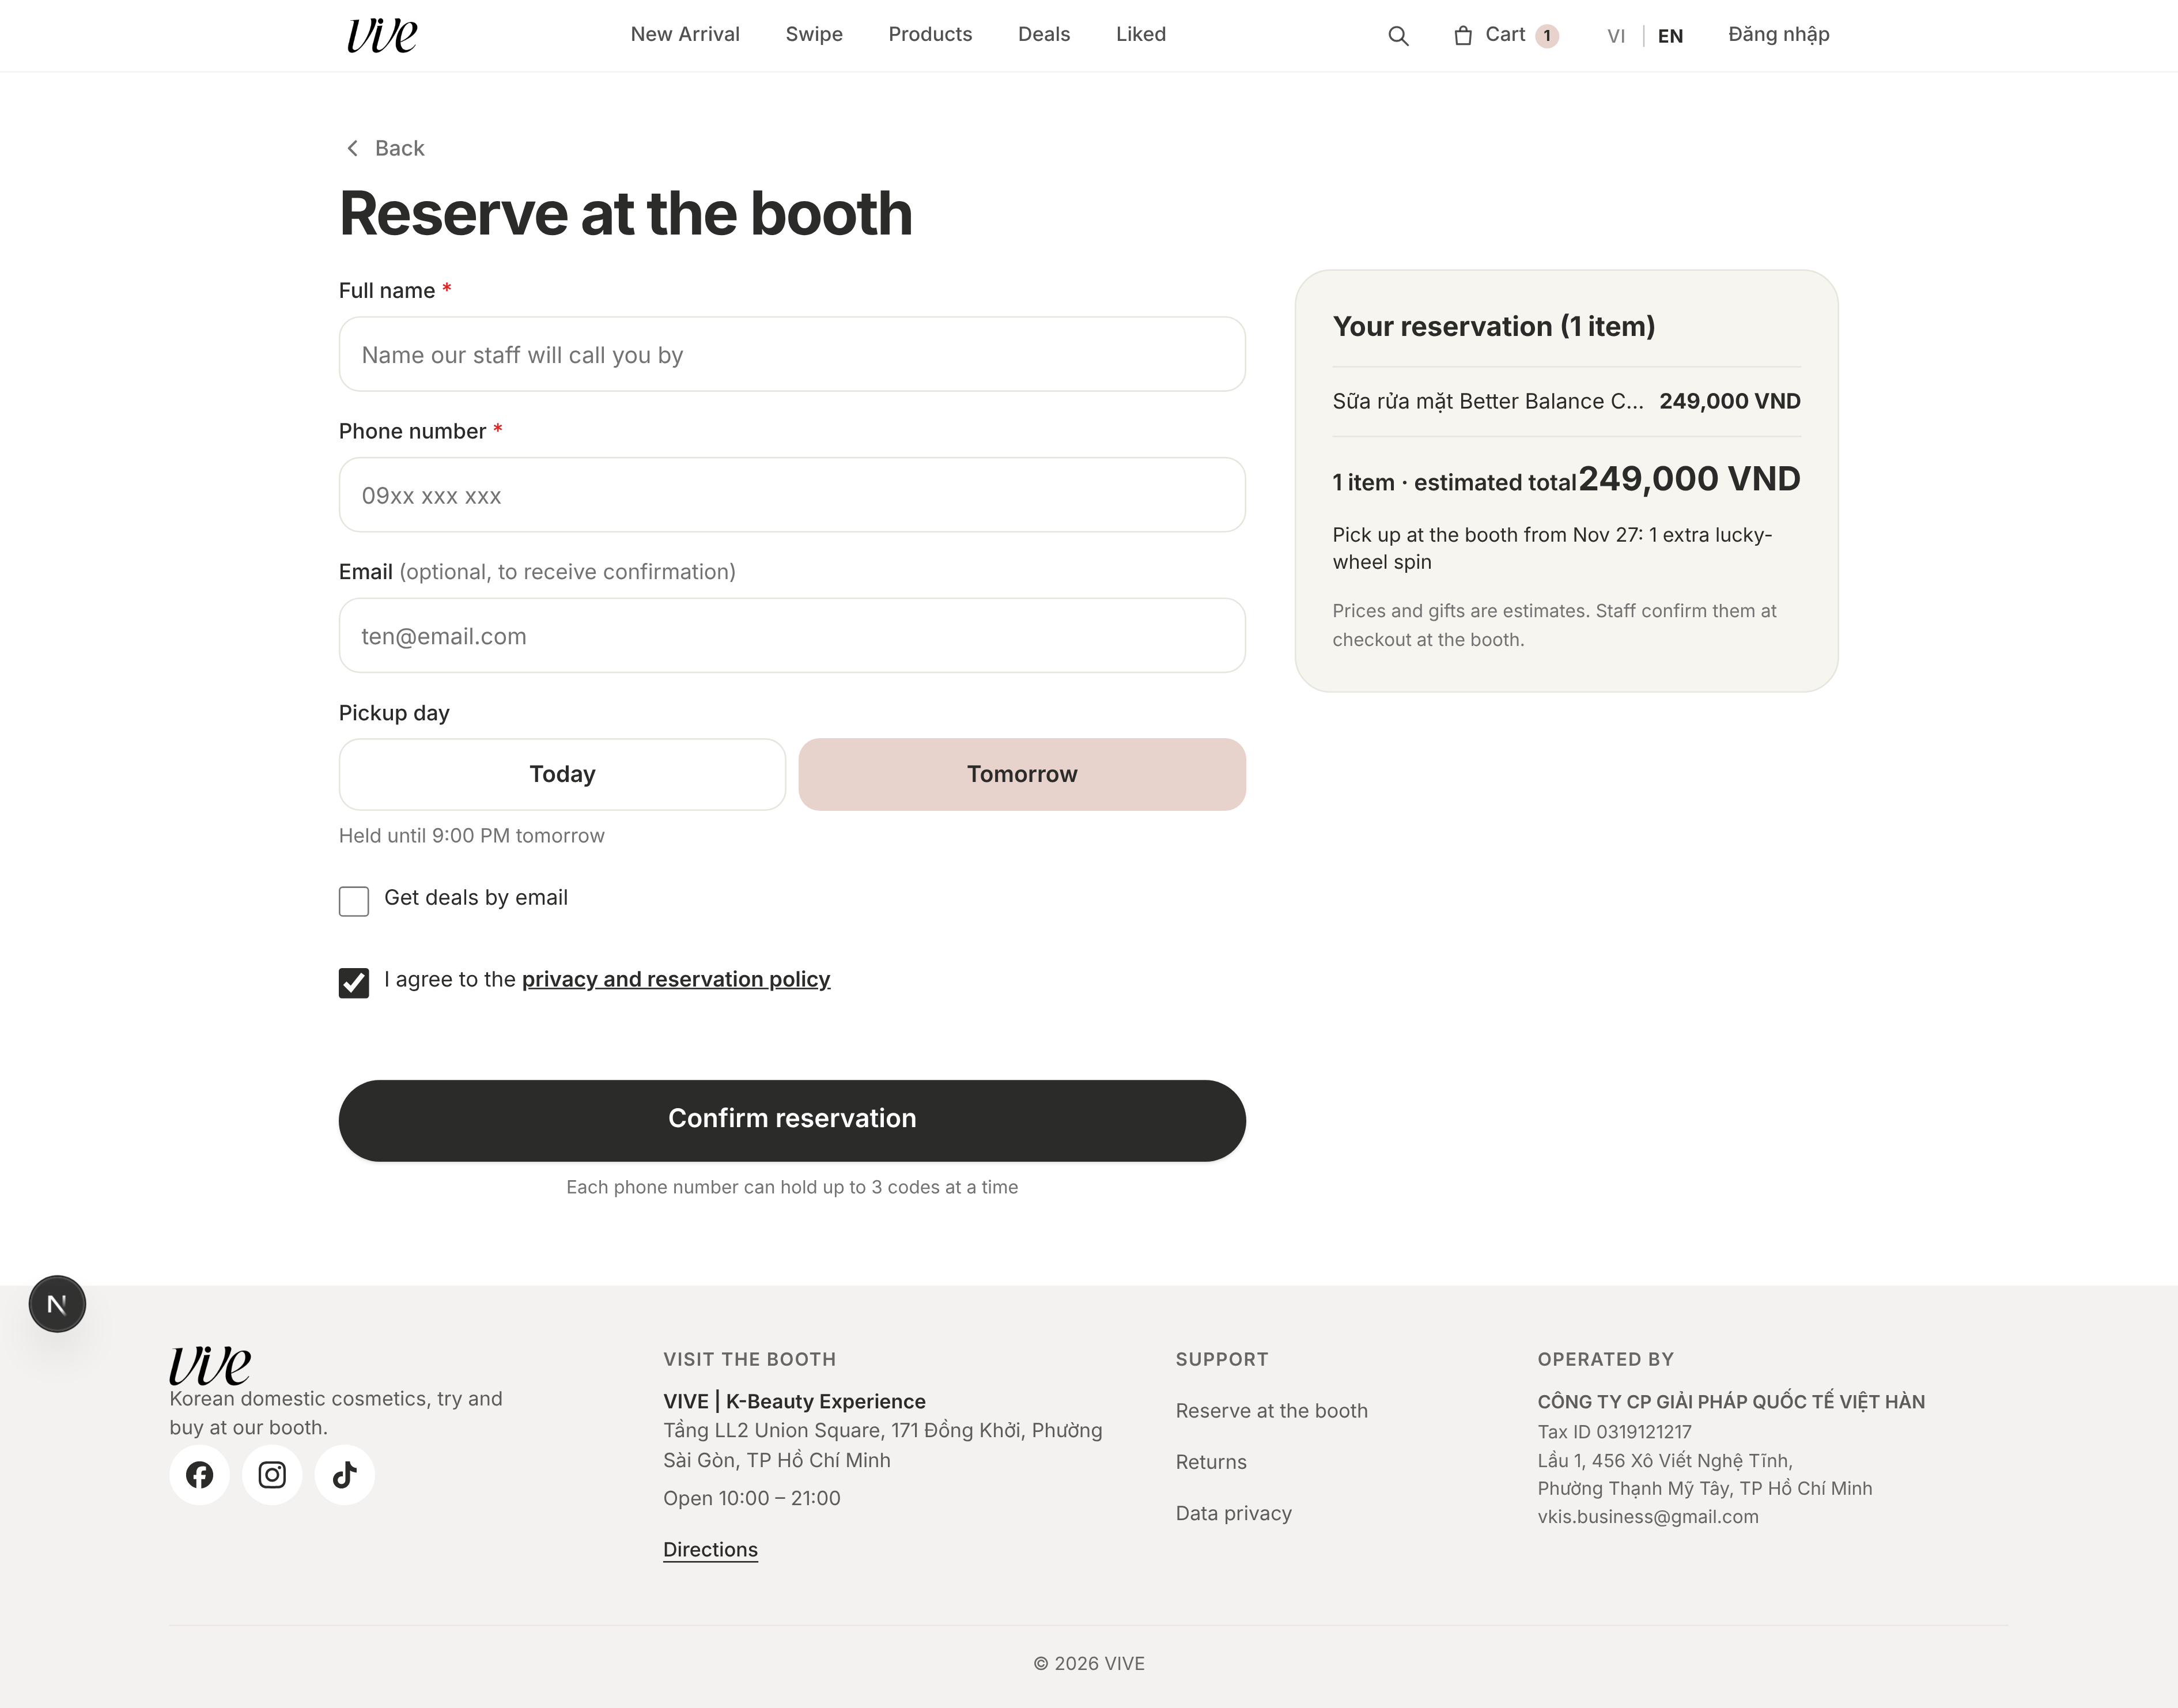 vive
New Arrival
Swipe
Products
Deals
Liked
Cart 1
VI | EN
Đăng nhập
Back
Reserve at the booth
Full name *
Name our staff will call you by
Phone number *
09xx xxx xxx
Email (optional, to receive confirmation)
ten@email.com
Pickup day
Today
Tomorrow
Held until 9:00 PM tomorrow
Get deals by email
I agree to the privacy and reservation policy
Confirm reservation
Each phone number can hold up to 3 codes at a time
Your reservation (1 item)
Sữa rửa mặt Better Balance C... 249,000 VND
1 item · estimated total 249,000 VND
Pick up at the booth from Nov 27: 1 extra lucky-
wheel spin
Prices and gifts are estimates. Staff confirm them at
checkout at the booth.
N
vive
Korean domestic cosmetics, try and
buy at our booth.
VISIT THE BOOTH
VIVE | K-Beauty Experience
Tầng LL2 Union Square, 171 Đồng Khởi, Phường
Sài Gòn, TP Hồ Chí Minh
Open 10:00 – 21:00
Directions
SUPPORT
Reserve at the booth
Returns
Data privacy
OPERATED BY
CÔNG TY CP GIẢI PHÁP QUỐC TẾ VIỆT HÀN
Tax ID 0319121217
Lầu 1, 456 Xô Viết Nghệ Tĩnh,
Phường Thạnh Mỹ Tây, TP Hồ Chí Minh
vkis.business@gmail.com
© 2026 VIVE